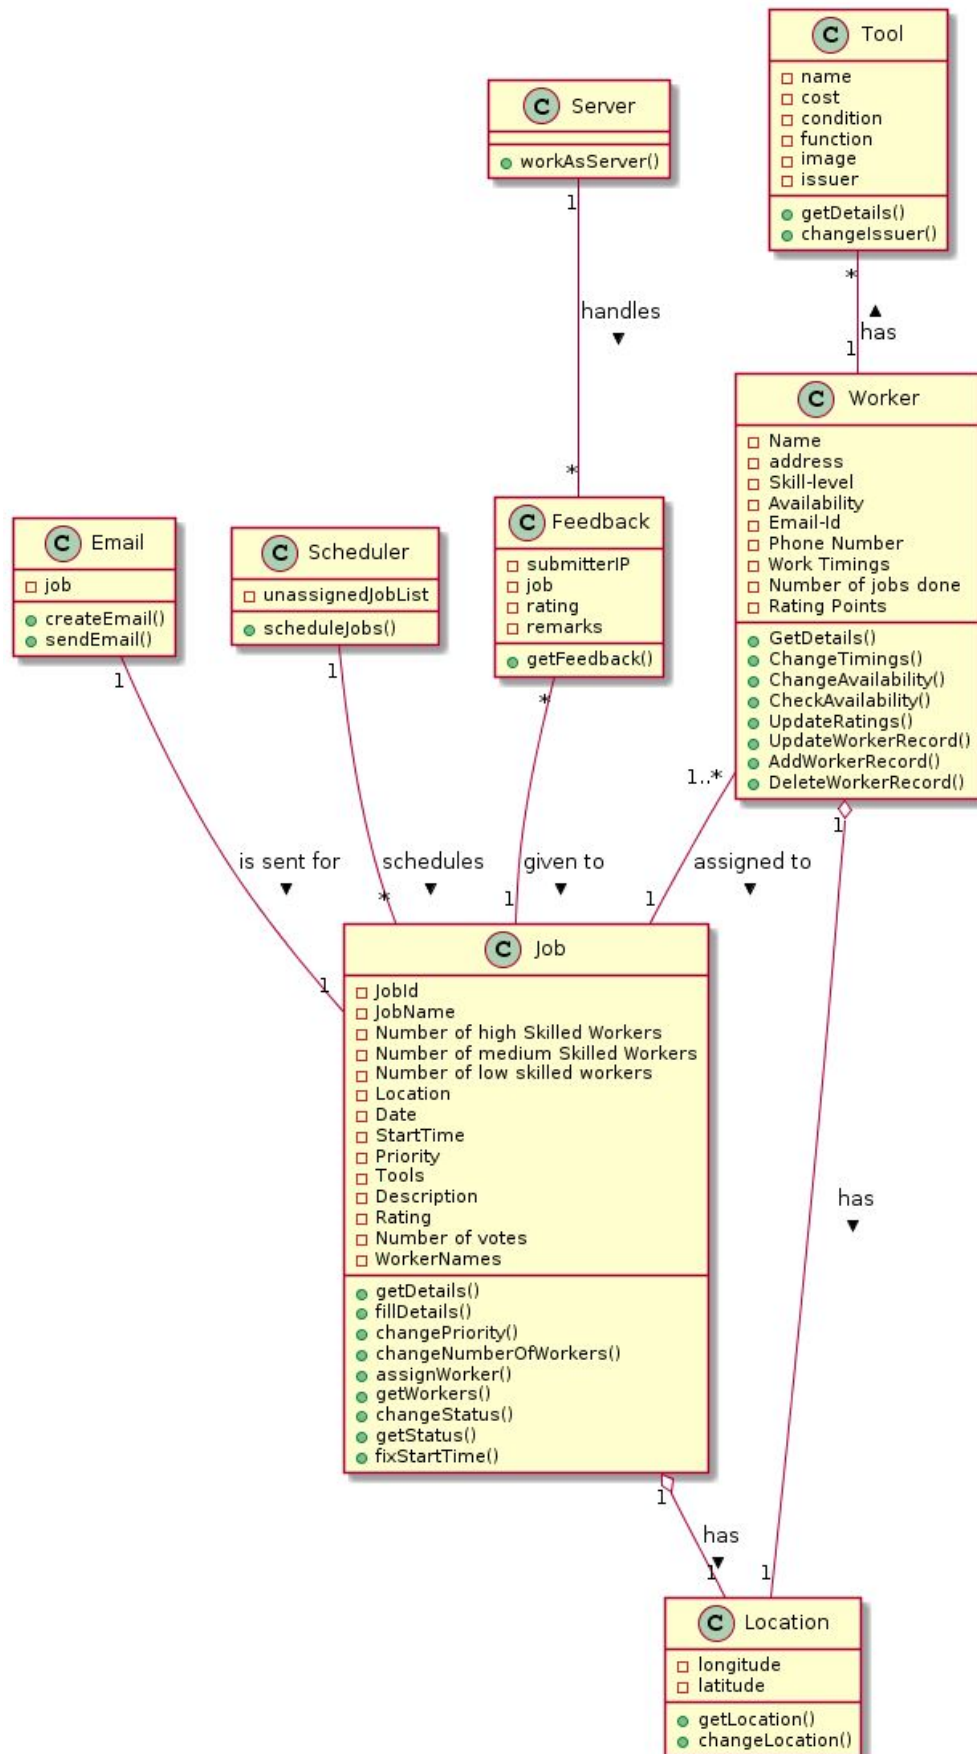 C Tool
name
cost
condition
function
image
issuer
getDetails()
changeIssuer()
C Server
workAsServer()
1
handles
▼
*
*
▲
has
1
C Worker
Name
address
Skill-level
Availability
Email-Id
Phone Number
Work Timings
Number of jobs done
Rating Points
GetDetails()
ChangeTimings()
ChangeAvailability()
CheckAvailability()
UpdateRatings()
UpdateWorkerRecord()
AddWorkerRecord()
DeleteWorkerRecord()
C Email
job
createEmail()
sendEmail()
C Scheduler
unassignedJobList
scheduleJobs()
C Feedback
submitterIP
job
rating
remarks
getFeedback()
1
1
*
1..*
1
is sent for
▼
schedules
▼
given to
▼
assigned to
▼
1
*
1
1
C Job
JobId
JobName
Number of high Skilled Workers
Number of medium Skilled Workers
Number of low skilled workers
Location
Date
StartTime
Priority
Tools
Description
Rating
Number of votes
WorkerNames
getDetails()
fillDetails()
changePriority()
changeNumberOfWorkers()
assignWorker()
getWorkers()
changeStatus()
getStatus()
fixStartTime()
has
▼
1
has
▼
1
1
C Location
longitude
latitude
getLocation()
changeLocation()